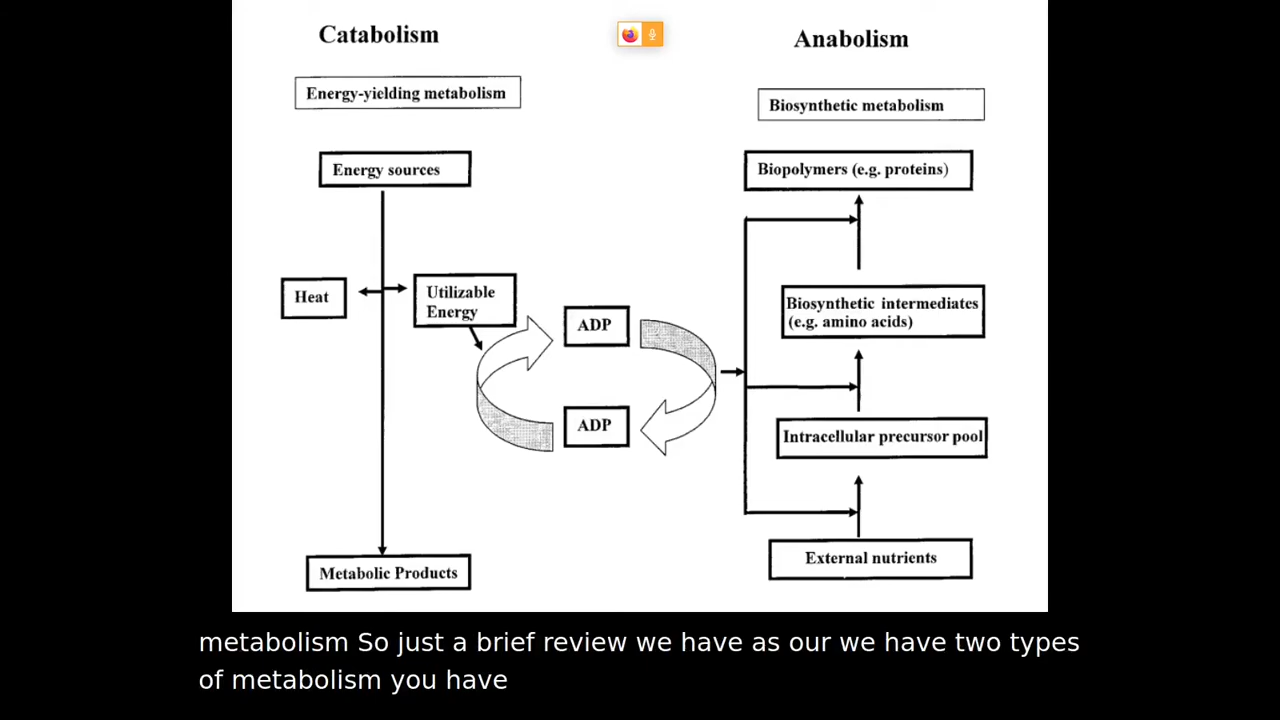 Catabolism
Anabolism
Energy-yielding metabolism
Biosynthetic metabolism
Energy sources
Biopolymers (e.g. proteins)
Heat
Utilizable
Energy
ADP
Biosynthetic intermediates
(e.g. amino acids)
ADP
Intracellular precursor pool
External nutrients
Metabolic Products
metabolism So just a brief review we have as our we have two types
of metabolism you have